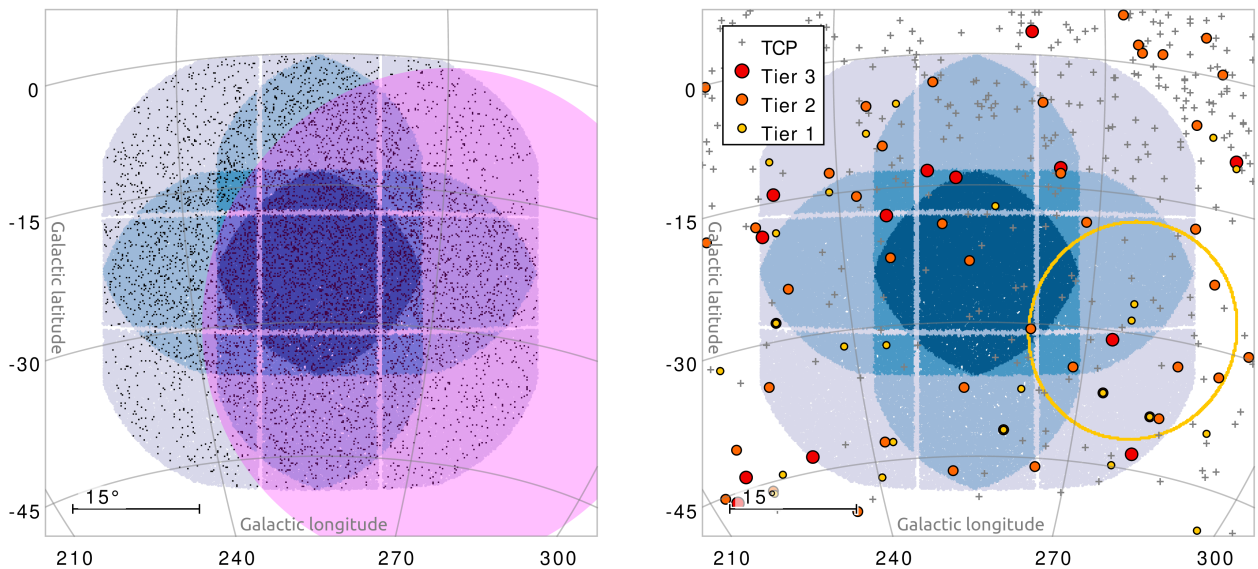 0
-15
-30
-45
Galactic latitude
15°
Galactic longitude
210
240
270
300
TCP
Tier 3
Tier 2
Tier 1
0
-15
-30
-45
Galactic latitude
15°
Galactic longitude
210
240
270
300